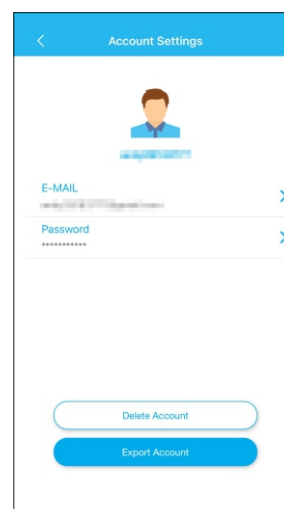 Account Settings
E-MAIL
Password
***********
Delete Account
Export Account